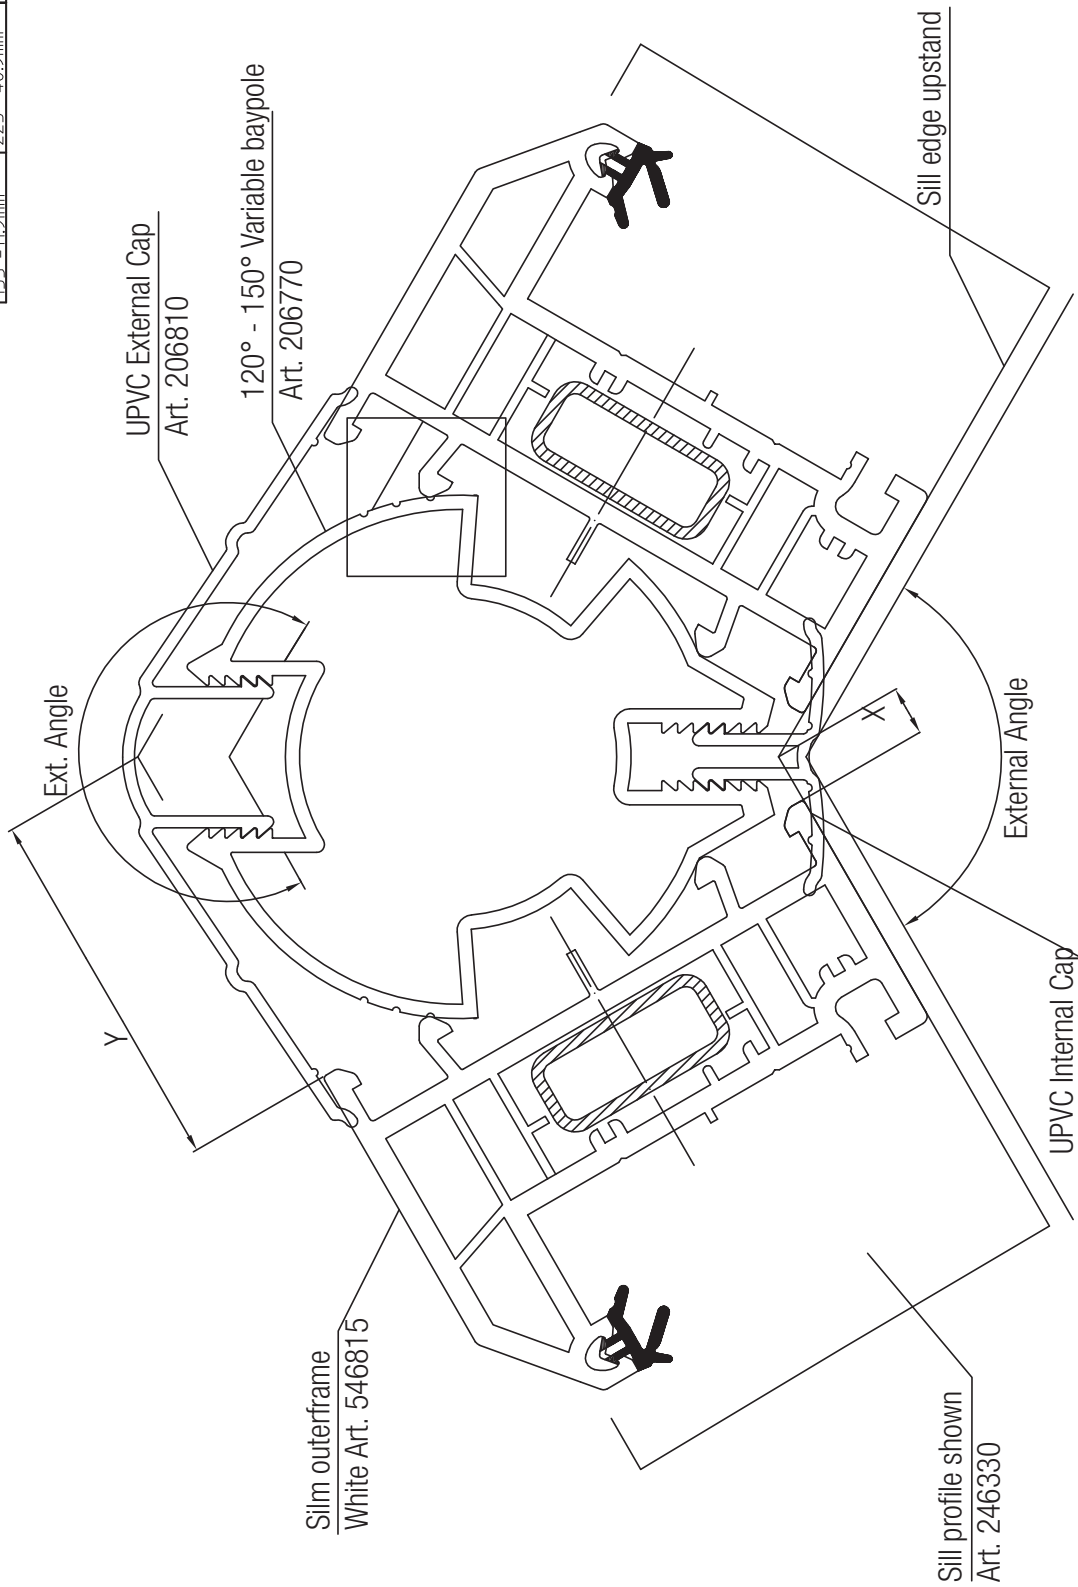 UPVC External Cap
Art. 206810
120° - 150° Variable baypole
Art. 206770
Sill edge upstand
Ext. Angle
Y
X
External Angle
Silm outerframe
White Art. 546815
Sill profile shown
Art. 246330
UPVC Internal Cap